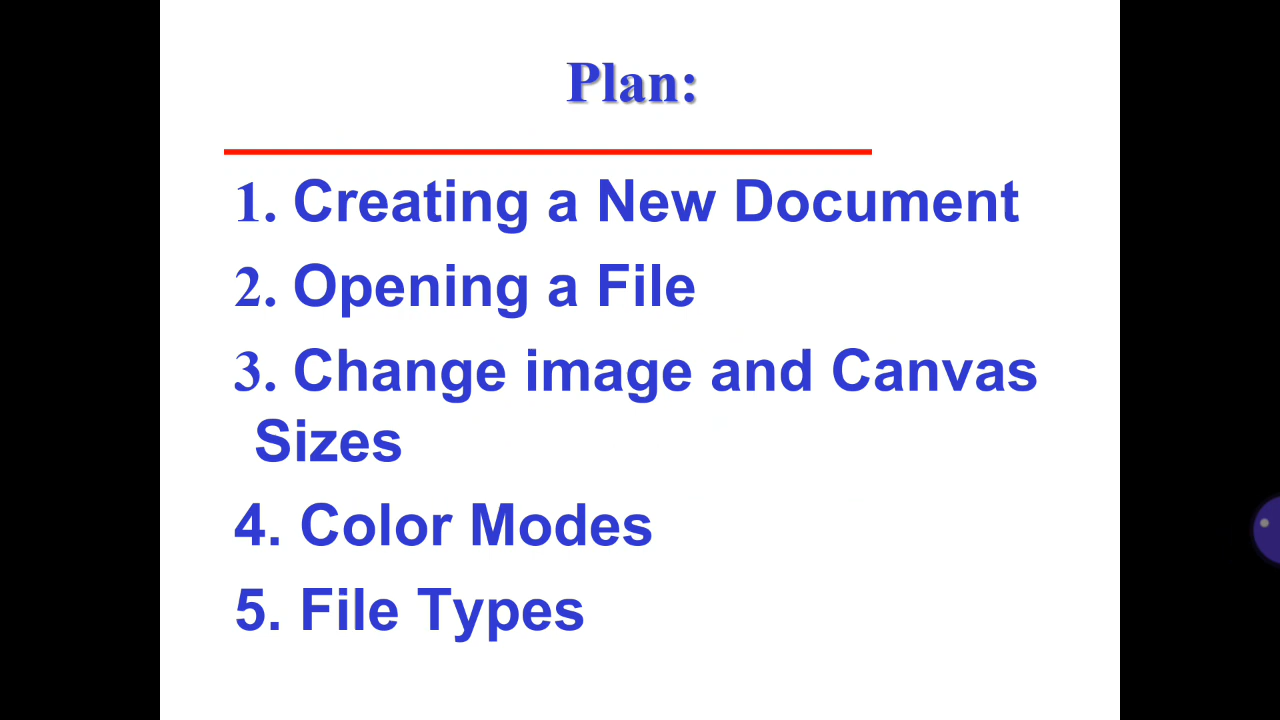 Plan:
1. Creating a New Document
2. Opening a File
3. Change image and Canvas
Sizes
4. Color Modes
5. File Types